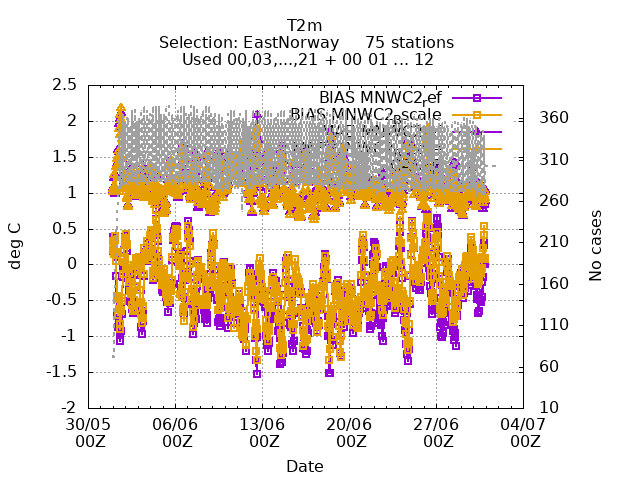 T2m
Selection: EastNorway 75 stations
Used 00,03,...,21 + 00 01 ... 12
BIAS MNWC2_ref
BIAS MNWC2_Bscale
2.5
2
1.5
1
0.5
0
-0.5
-1
-1.5
-2
deg C
360
310
260
210
160
110
60
10
No cases
30/05 06/06 13/06 20/06 27/06 04/07
00Z 00Z 00Z 00Z 00Z 00Z
Date